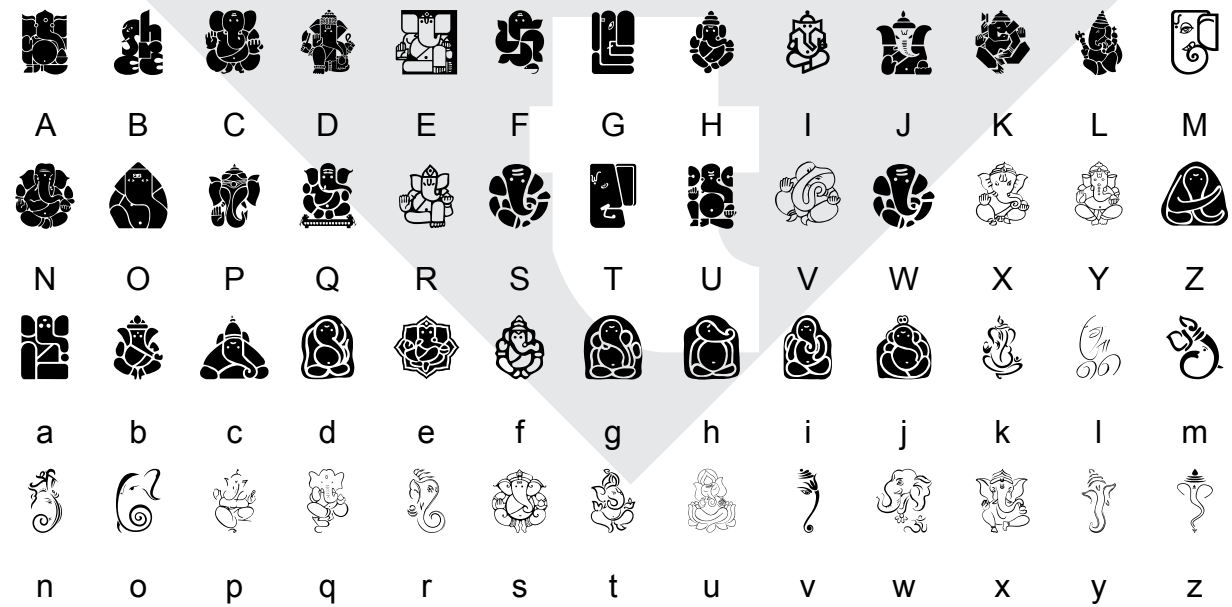 A B C D E F G H I J K L M
N O P Q R S T U V W X Y Z
a b c d e f g h i j k l m
n o p q r s t u v w x y z